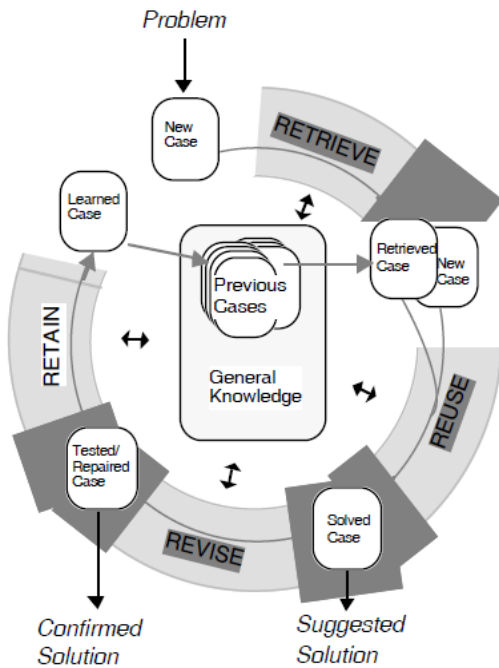 Problem
New
Case
RETRIEVE
Learned
Case
Retrieved
Case
New
Case
Previous
Cases
General
Knowledge
RETAIN
REUSE
Tested/
Repaired
Case
REVISE
Solved
Case
Confirmed
Solution
Suggested
Solution